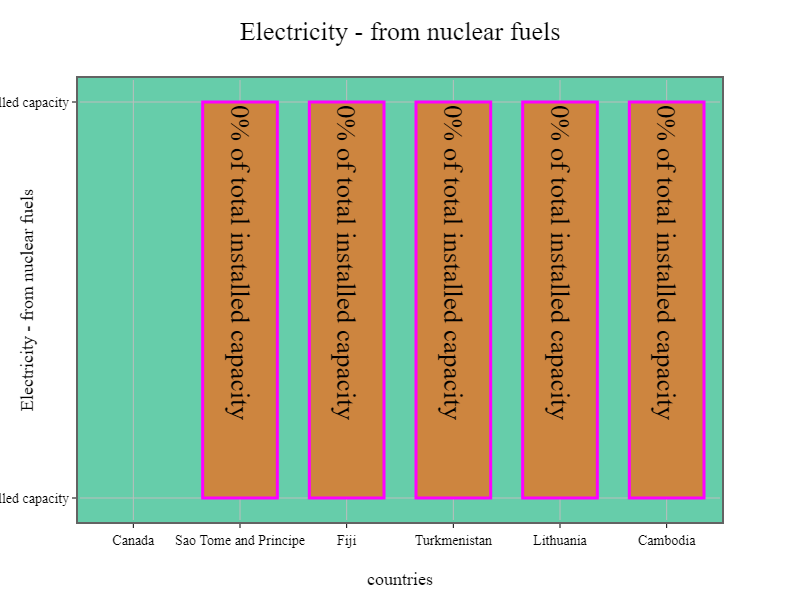 Electricity - from nuclear fuels
capacity
0% of total installed capacity
0% of total installed capacity
0% of total installed capacity
0% of total installed capacity
0% of total installed capacity
Electricity - from nuclear fuels
capacity
Canada
Sao Tome and Principe
Fiji
Turkmenistan
Lithuania
Cambodia
countries